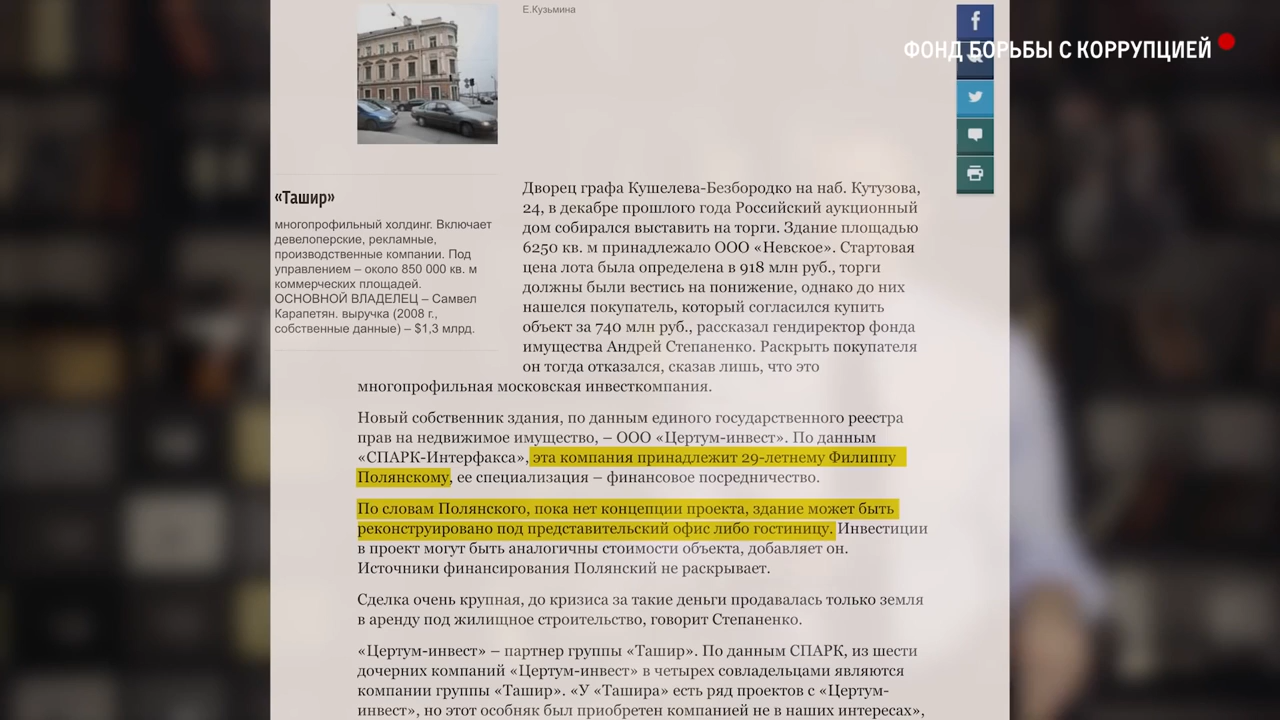 Е.Кузьмина
ФОНД БОРЬБЫ С КОРРУПЦИЕЙ
«Ташир»
многопрофильный холдинг. Включает
девелоперские, рекламные,
производственные компании. Под
управлением – около 850 000 кв. м
коммерческих площадей.
ОСНОВНОЙ ВЛАДЕЛЕЦ – Самвел
Карапетян. выручка (2008 г.,
собственные данные) – $1,3 млрд.
Дворец графа Кушелева-Безбородко на наб. Кутузова,
24, в декабре прошлого года Российский аукционный
дом собирался выставить на торги. Здание площадью
6250 кв. м принадлежало ООО «Невское». Стартовая
цена лота была определена в 918 млн руб., торги
должны были вестись на понижение, однако до них
нашелся покупатель, который согласился купить
объект за 740 млн руб., рассказал гендиректор фонда
имущества Андрей Степаненко. Раскрыть покупателя
он тогда отказался, сказав лишь, что это
многопрофильная московская инвесткомпания.
Новый собственник здания, по данным единого государственного реестра
прав на недвижимое имущество, – ООО «Цертум-инвест». По данным
«СПАРК-Интерфакса», эта компания принадлежит 29-летнему Филиппу
Полянскому, ее специализация – финансовое посредничество.
По словам Полянского, пока нет концепции проекта, здание может быть
реконструировано под представительский офис либо гостиницу. Инвестиции
в проект могут быть аналогичны стоимости объекта, добавляет он.
Источники финансирования Полянский не раскрывает.
Сделка очень крупная, до кризиса за такие деньги продавалась только земля
в аренду под жилищное строительство, говорит Степаненко.
«Цертум-инвест» – партнер группы «Ташир». По данным СПАРК, из шести
дочерних компаний «Цертум-инвест» в четырех совладельцами являются
компании группы «Ташир». «У «Ташира» есть ряд проектов с «Цертум-
инвест», но этот особняк был приобретен компанией не в наших интересах»,